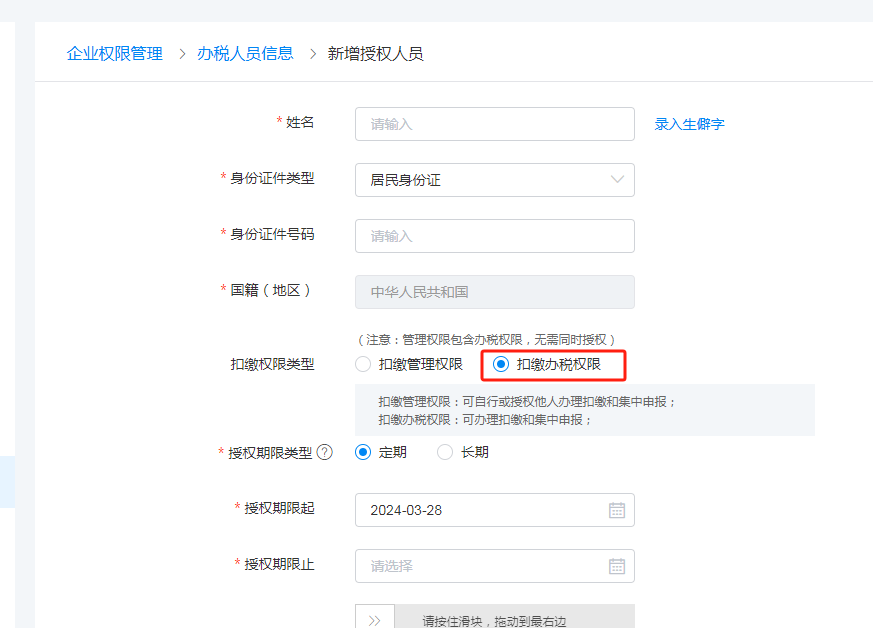 企业权限管理 > 办税人员信息 > 新增授权人员
* 姓名 请输入 录入生僻字
* 身份证件类型 居民身份证
* 身份证件号码 请输入
* 国籍(地区) 中华人民共和国
(注意:管理权限包含办税权限,无需同时授权)
扣缴权限类型 扣缴管理权限 扣缴办税权限
扣缴管理权限:可自行或授权他人办理扣缴和集中申报;
扣缴办税权限:可办理扣缴和集中申报;
* 授权期限类型 ? 定期 长期
* 授权期限起 2024-03-28
* 授权期限止 请选择
>> 请按住滑块,拖动到最右边